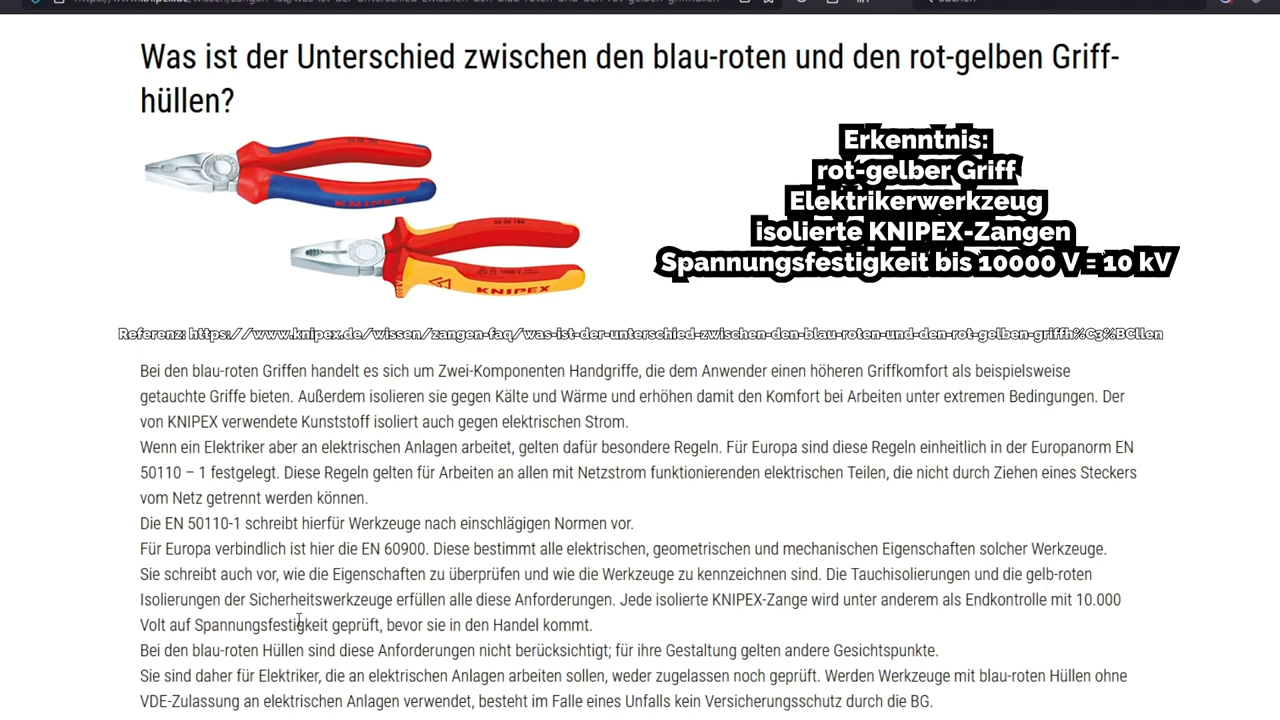 Was ist der Unterschied zwischen den blau-roten und den rot-gelben Griff-
hüllen?
KNIPEX
1000 V
KNIPEX
Erkenntnis:
rot-gelber Griff
Elektrikerwerkzeug
isolierte KNIPEX-Zangen
Spannungsfestigkeit bis 10000 V = 10 kV
Referenz: https://www.knipex.de/wissen/zangen-faq/was-ist-der-unterschied-zwischen-den-blau-roten-und-den-rot-gelben-griffh%C3%BCllen
Bei den blau-roten Griffen handelt es sich um Zwei-Komponenten Handgriffe, die dem Anwender einen höheren Griffkomfort als beispielsweise
getauchte Griffe bieten. Außerdem isolieren sie gegen Kälte und Wärme und erhöhen damit den Komfort bei Arbeiten unter extremen Bedingungen. Der
von KNIPEX verwendete Kunststoff isoliert auch gegen elektrischen Strom.
Wenn ein Elektriker aber an elektrischen Anlagen arbeitet, gelten dafür besondere Regeln. Für Europa sind diese Regeln einheitlich in der Europanorm EN
50110 – 1 festgelegt. Diese Regeln gelten für Arbeiten an allen mit Netzstrom funktionierenden elektrischen Teilen, die nicht durch Ziehen eines Steckers
vom Netz getrennt werden können.
Die EN 50110-1 schreibt hierfür Werkzeuge nach einschlägigen Normen vor.
Für Europa verbindlich ist hier die EN 60900. Diese bestimmt alle elektrischen, geometrischen und mechanischen Eigenschaften solcher Werkzeuge.
Sie schreibt auch vor, wie die Eigenschaften zu überprüfen und wie die Werkzeuge zu kennzeichnen sind. Die Tauchisolierungen und die gelb-roten
Isolierungen der Sicherheitswerkzeuge erfüllen alle diese Anforderungen. Jede isolierte KNIPEX-Zange wird unter anderem als Endkontrolle mit 10.000
Volt auf Spannungsfestigkeit geprüft, bevor sie in den Handel kommt.
Bei den blau-roten Hüllen sind diese Anforderungen nicht berücksichtigt; für ihre Gestaltung gelten andere Gesichtspunkte.
Sie sind daher für Elektriker, die an elektrischen Anlagen arbeiten sollen, weder zugelassen noch geprüft. Werden Werkzeuge mit blau-roten Hüllen ohne
VDE-Zulassung an elektrischen Anlagen verwendet, besteht im Falle eines Unfalls kein Versicherungsschutz durch die BG.